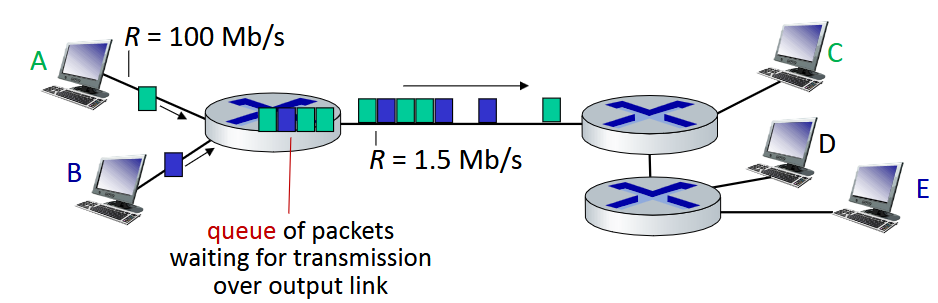 R = 100 Mb/s
A
C
B
R = 1.5 Mb/s
D
E
queue of packets
waiting for transmission
over output link